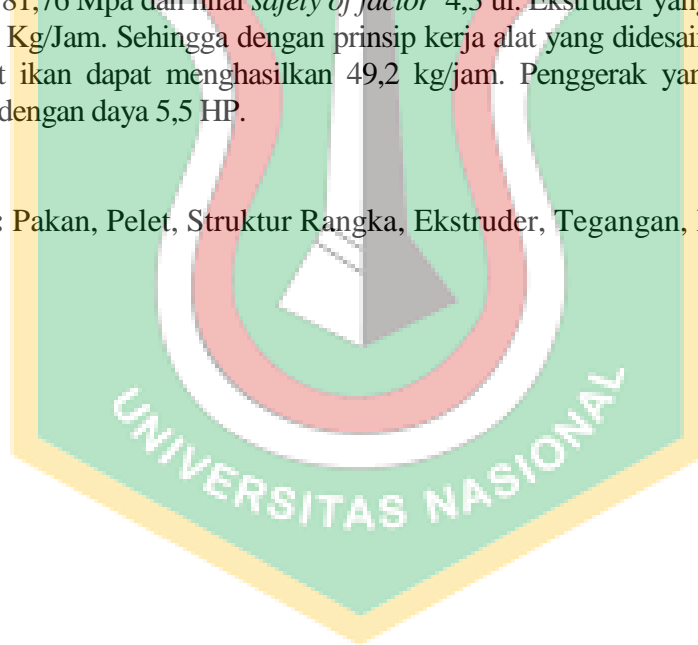 81,76 Mpa dan nilai safety of factor 4,3 ul. Ekstruder yang
Kg/Jam. Sehingga dengan prinsip kerja alat yang didesain
t ikan dapat menghasilkan 49,2 kg/jam. Penggerak yan
dengan daya 5,5 HP.
: Pakan, Pelet, Struktur Rangka, Ekstruder, Tegangan,
UNIVERSITAS NASIONAL